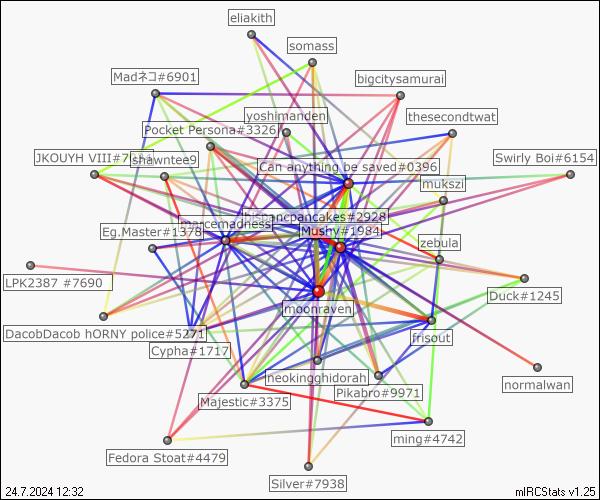 eliakith
somass
Madネコ#6901
bigcitysamurai
yoshimanden
thesecondtwat
Pocket Persona#3326
JKOUYH VIII#7
shawntee9
Can anything be saved#0396
Swirly Boi#6154
mukszi
marcemadness
hispancpancakes#2928
Eg.Master#1378
Mushy#1984
zebula
LPK2387 #7690
Duck#1245
moonraven
DacobDacob hORNY police#5271
frisout
Cypha#1717
neokingghidorah
Pikabro#9971
normalwan
Majestic#3375
ming#4742
Fedora Stoat#4479
Silver#7938
24.7.2024 12:32
mIRCStats v1.25